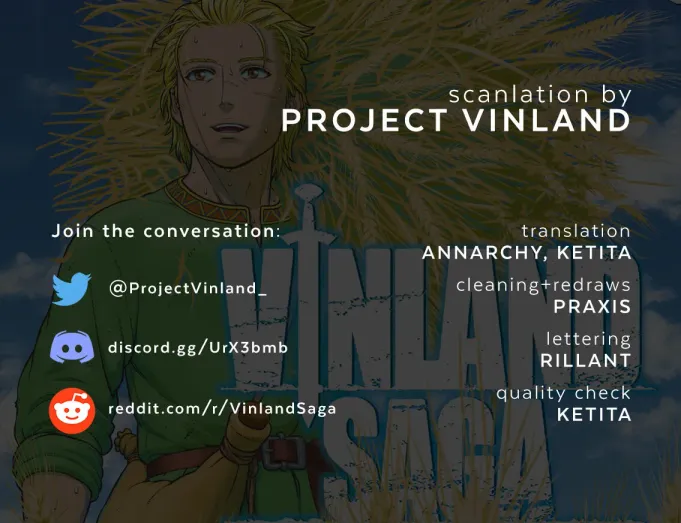 scanlation by
PROJECT VINLAND
Join the conversation:
@ProjectVinland_
discord.gg/UrX3bmb
reddit.com/r/VinlandSaga
translation
ANNARCHY, KETITA
cleaning+redraws
PRAXIS
lettering
RILLANT
quality check
KETITA
VINLAND
SAGA